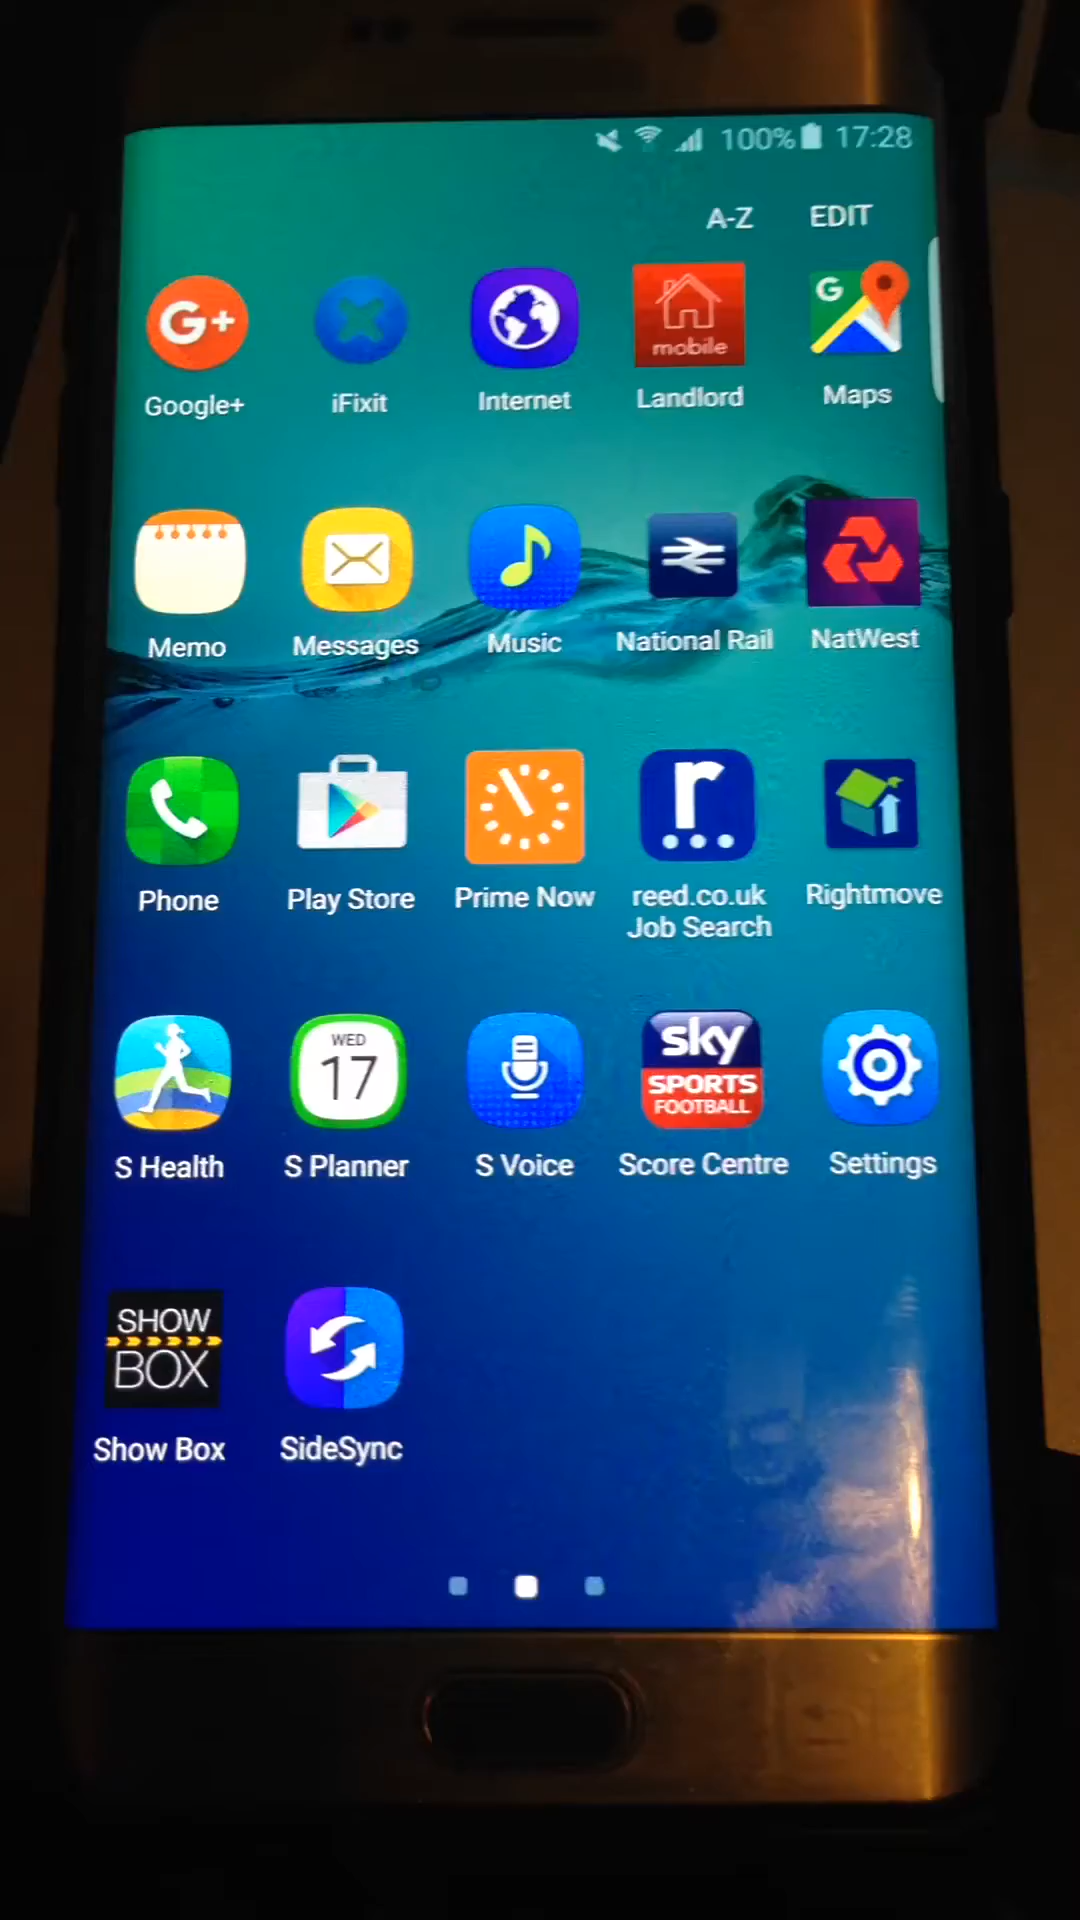 100% 17:28
A-Z EDIT
G+ mobile G
Google+ iFixit Internet Landlord Maps
Memo Messages Music National Rail NatWest
r
Phone Play Store Prime Now reed.co.uk Rightmove
Job Search
WED sky
17 SPORTS
FOOTBALL
S Health S Planner S Voice Score Centre Settings
SHOW
BOX
Show Box SideSync